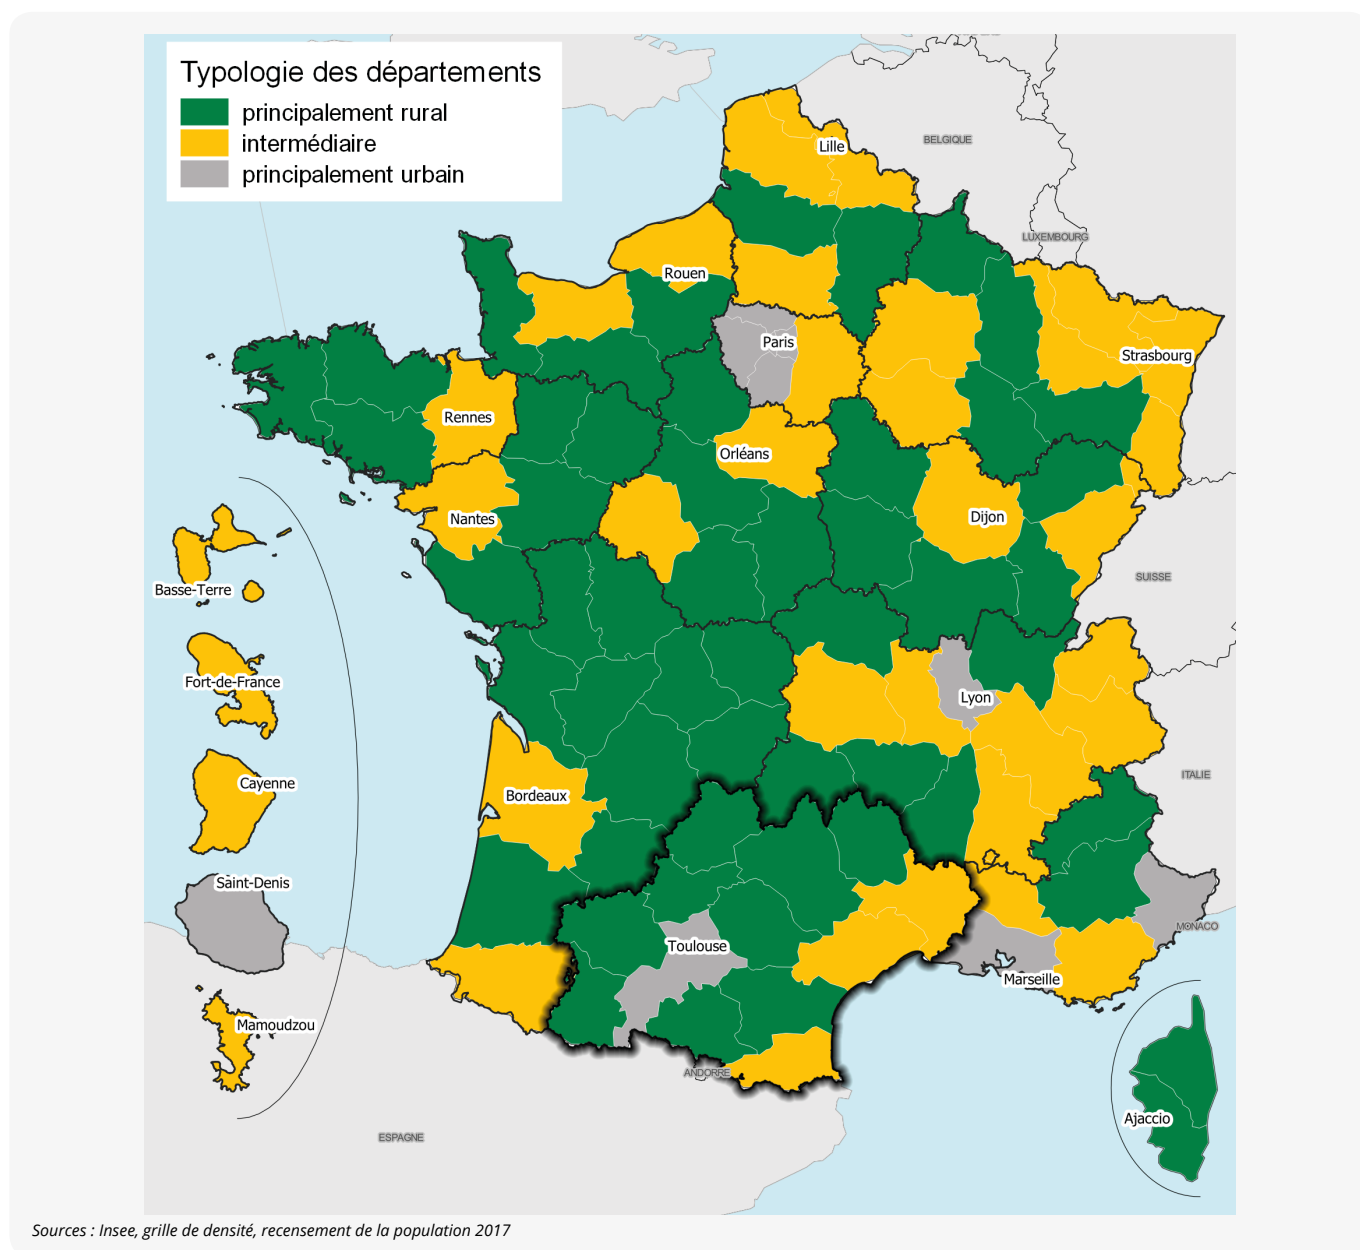 Typologie des départements
principalement rural
intermédiaire
principalement urbain
BELGIQUE
Lille
LUXEMBOURG
Rouen
Paris
Strasbourg
Rennes
Orléans
Nantes
Dijon
SUISSE
Basse-Terre
Fort-de-France
Lyon
ITALIE
Cayenne
Bordeaux
Saint-Denis
MONACO
Toulouse
Marseille
Mamoudzou
ANDORRE
Ajaccio
ESPAGNE
Sources : Insee, grille de densité, recensement de la population 2017